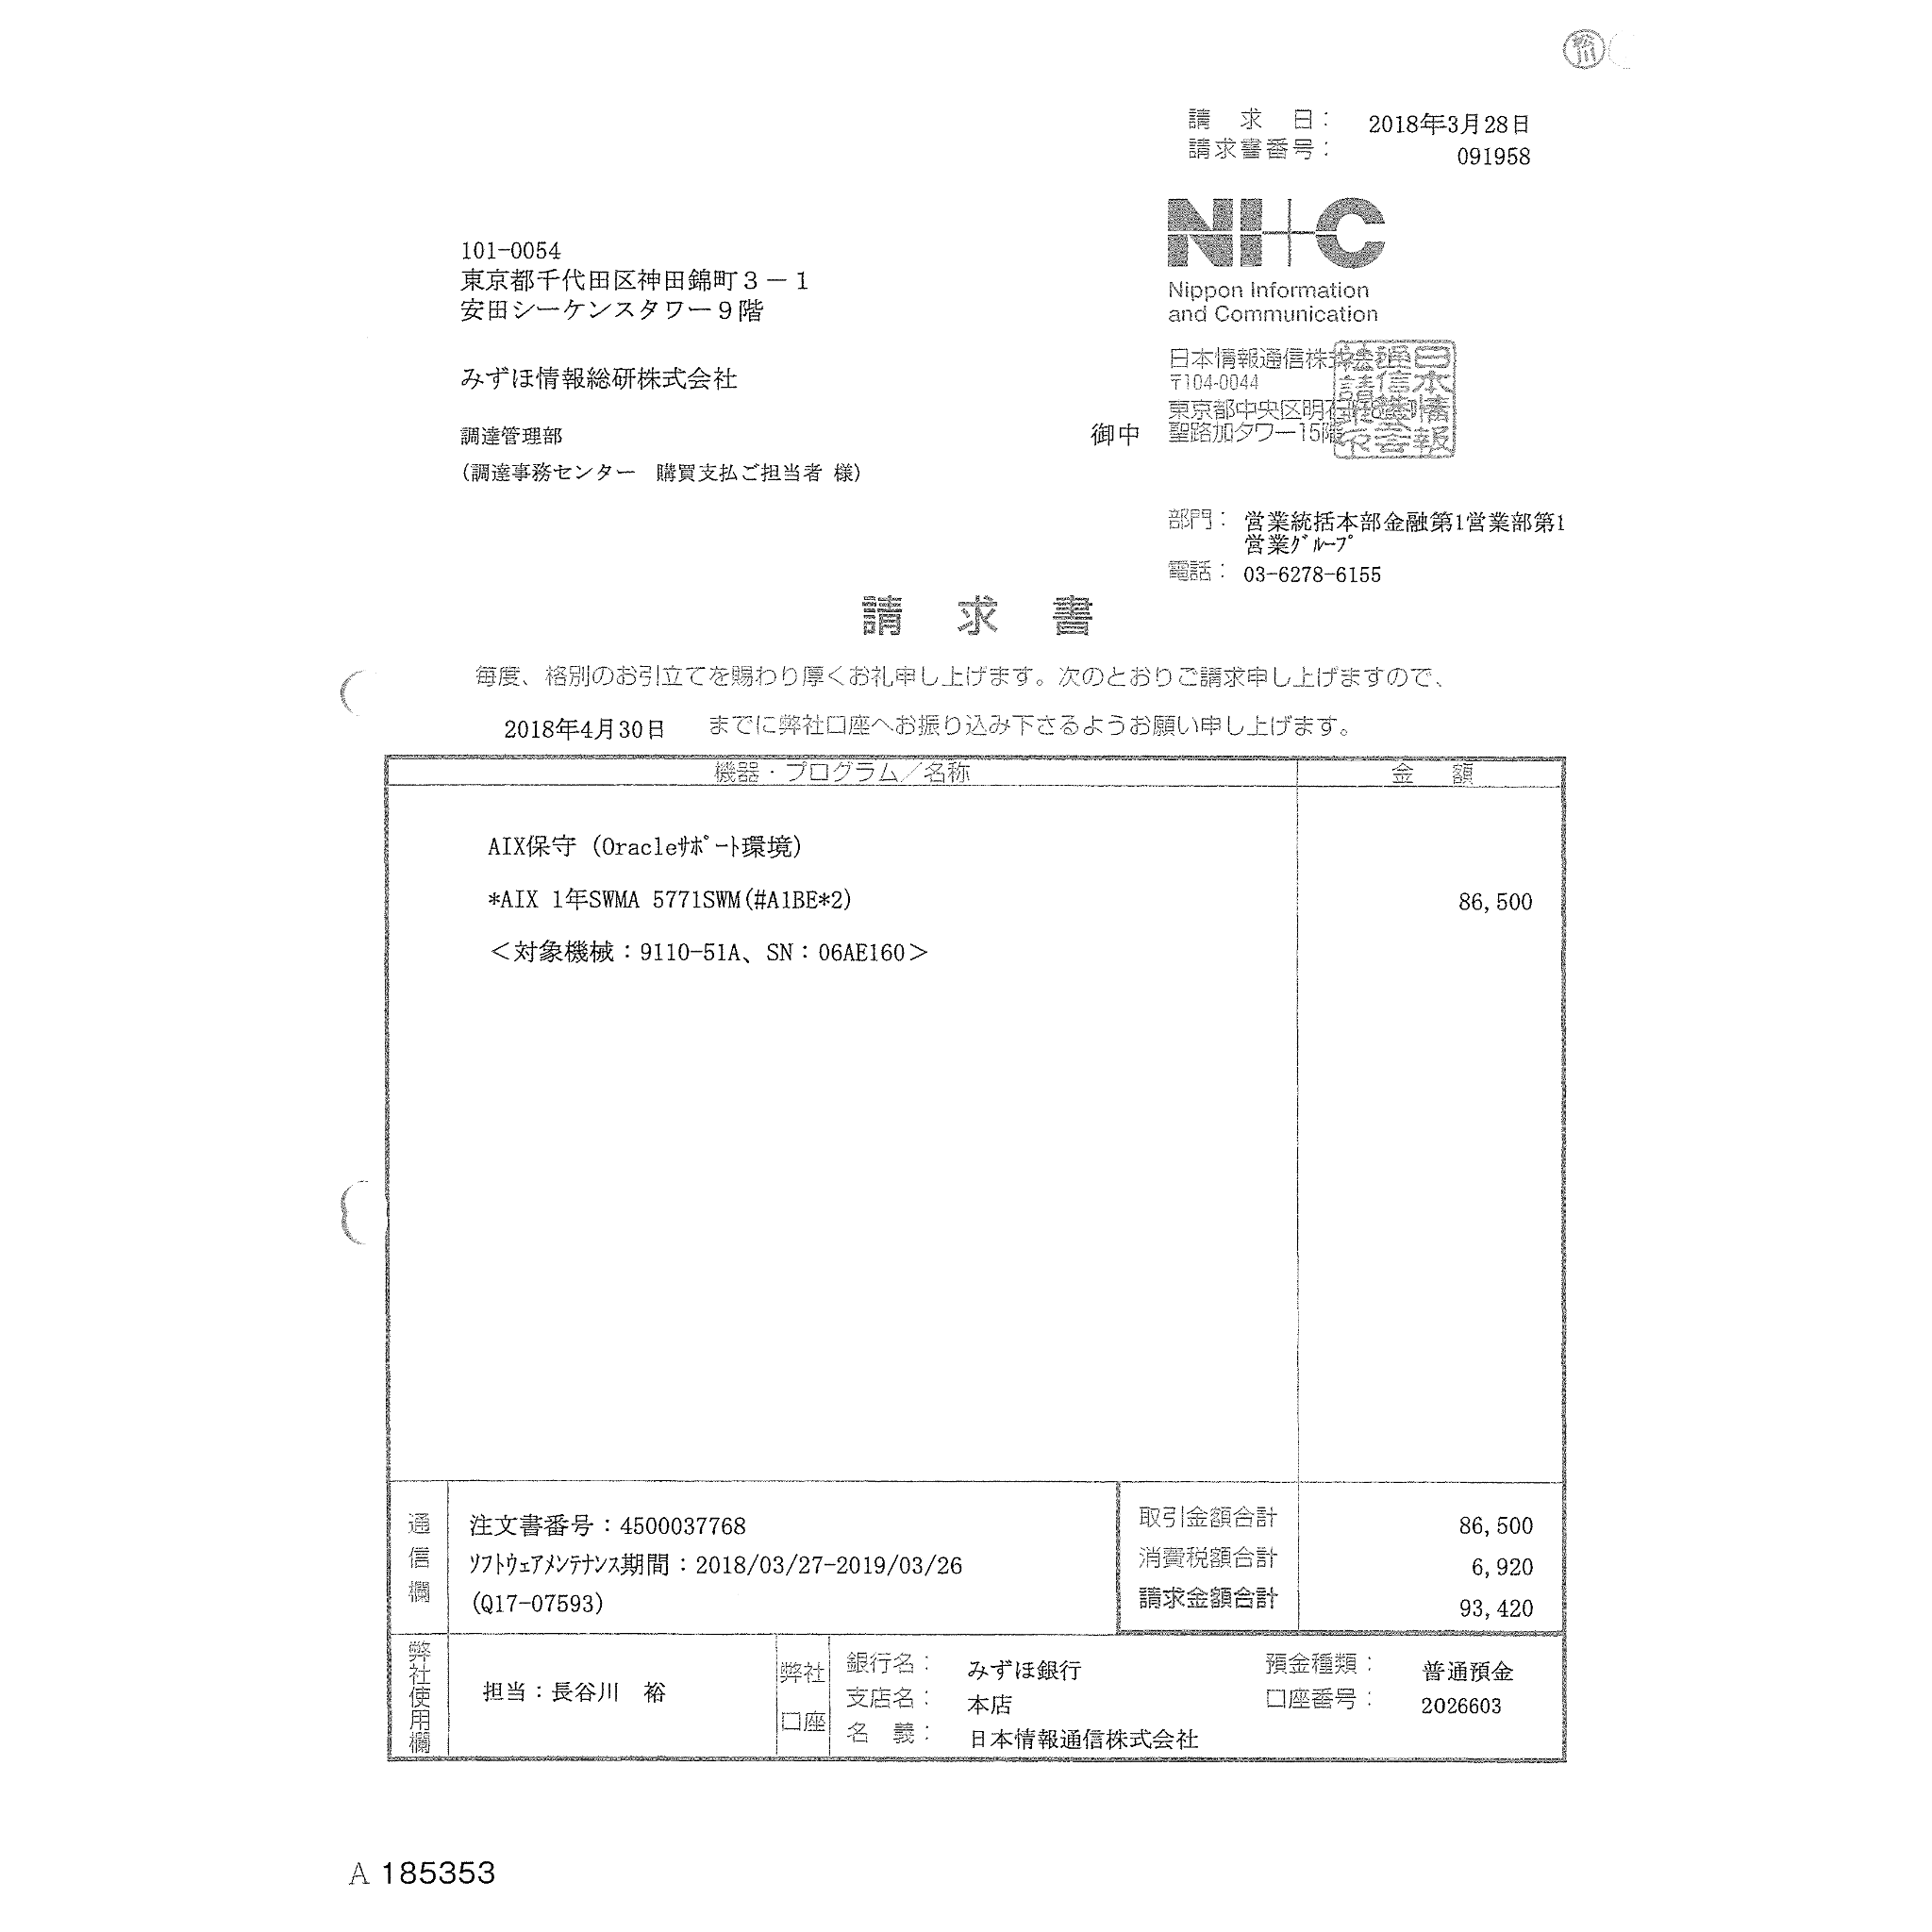 松川
請求日： 2018年3月28日
請求書番号： 091958
NI+C
Nippon Information
and Communication
101-0054
東京都千代田区神田錦町３－１
安田シーケンスタワー９階
みずほ情報総研株式会社
調達管理部
御中
(調達事務センター　購買支払ご担当者 様)
日本情報通信株式会社
〒104-0044
東京都中央区明石町8
聖路加タワー15階
日本情報
通信株式会
社請求
部門： 営業統括本部金融第1営業部第1
営業ｸﾞﾙｰﾌﾟ
電話： 03-6278-6155
請求書
毎度、格別のお引立てを賜わり厚くお礼申し上げます。次のとおりご請求申し上げますので、
2018年4月30日　までに弊社口座へお振り込み下さるようお願い申し上げます。
機器・プログラム／名称　金額
AIX保守 (Oracleｻﾎﾟｰﾄ環境)
*AIX 1年SWMA 5771SWM(#A1BE*2)　86,500
＜対象機械：9110-51A、SN：06AE160＞
通信欄
注文書番号：4500037768
ｿﾌﾄｳｪｱﾒﾝﾃﾅﾝｽ期間：2018/03/27-2019/03/26
(Q17-07593)
取引金額合計　86,500
消費税額合計　6,920
請求金額合計　93,420
弊社使用欄
担当：長谷川　裕
弊社口座
銀行名： みずほ銀行　預金種類： 普通預金
支店名： 本店　口座番号： 2026603
名義： 日本情報通信株式会社
A 185353